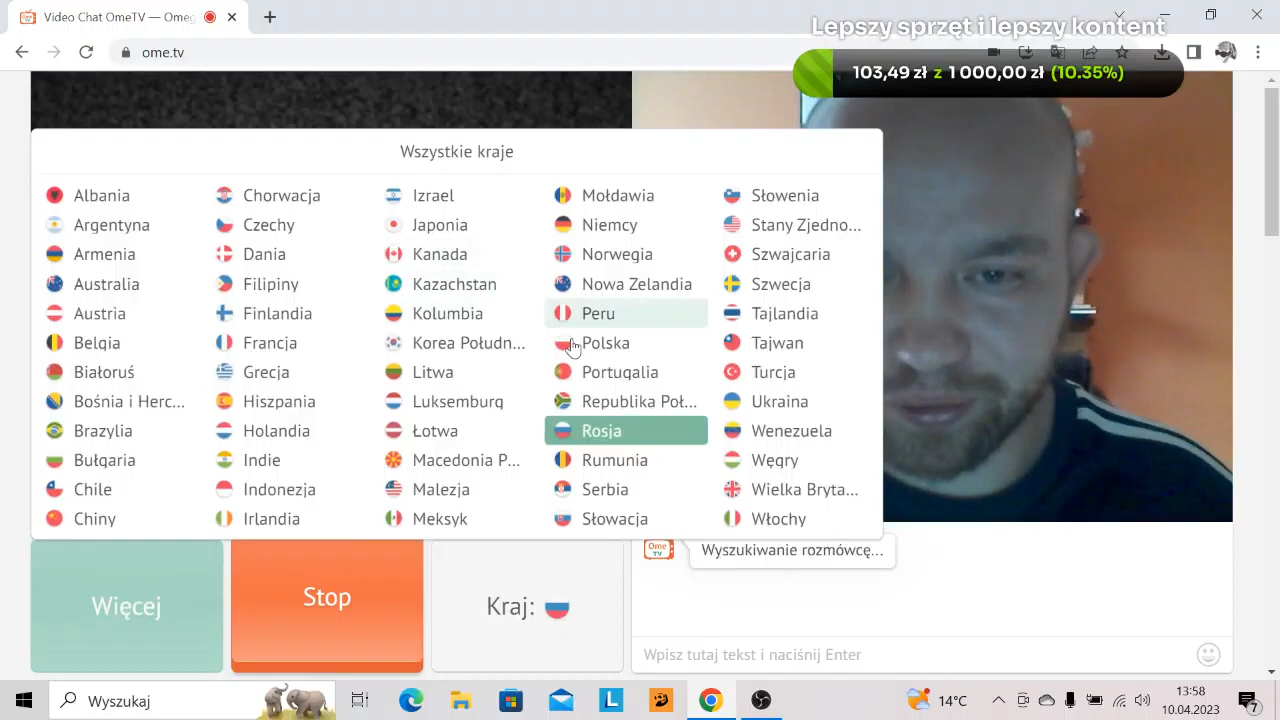 Video Chat OmeTV — Omeg
Lepszy sprzęt i lepszy kontent
ome.tv
103,49 zł z 1 000,00 zł (10.35%)
Wszystkie kraje
Albania
Argentyna
Armenia
Australia
Austria
Belgia
Białoruś
Bośnia i Herc...
Brazylia
Bułgaria
Chile
Chiny
Chorwacja
Czechy
Dania
Filipiny
Finlandia
Francja
Grecja
Hiszpania
Holandia
Indie
Indonezja
Irlandia
Izrael
Japonia
Kanada
Kazachstan
Kolumbia
Korea Połudn...
Litwa
Luksemburg
Łotwa
Macedonia P...
Malezja
Meksyk
Mołdawia
Niemcy
Norwegia
Nowa Zelandia
Peru
Polska
Portugalia
Republika Poł...
Rosja
Rumunia
Serbia
Słowacja
Słowenia
Stany Zjedno...
Szwajcaria
Szwecja
Tajlandia
Tajwan
Turcja
Ukraina
Wenezuela
Węgry
Wielka Bryta...
Włochy
Ome
TV
Wyszukiwanie rozmówcę...
Więcej
Stop
Kraj:
Wpisz tutaj tekst i naciśnij Enter
Wyszukaj
L
14°C
13:58
10.04.2023
7